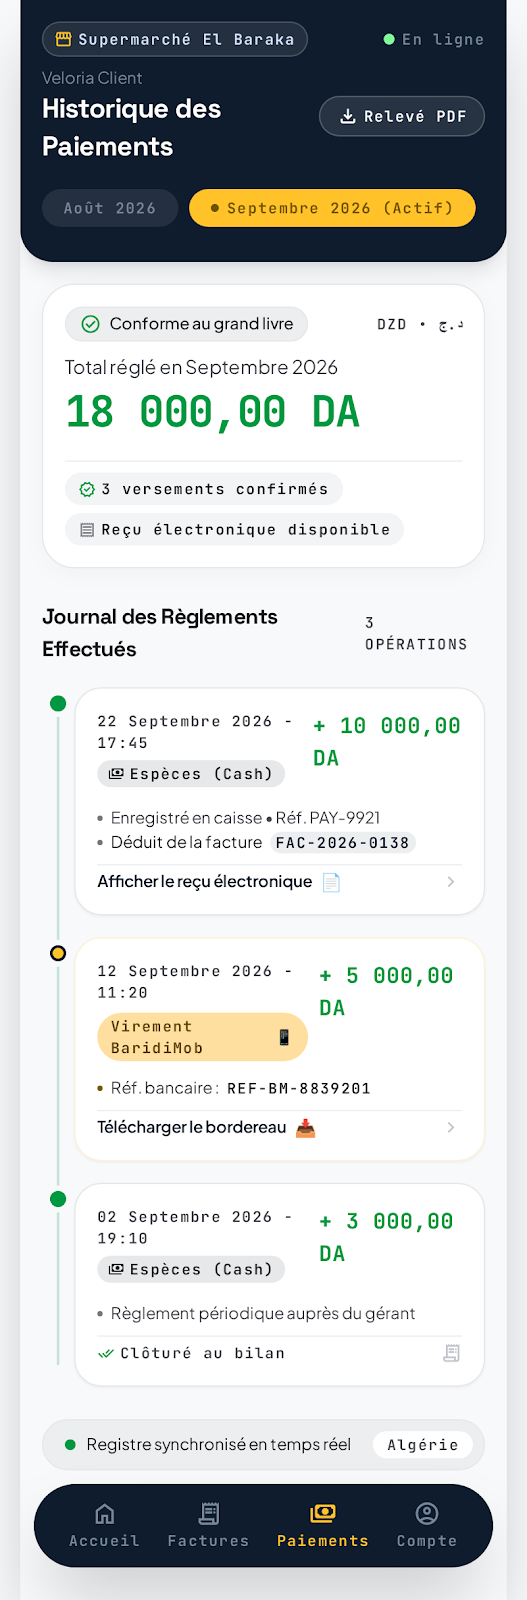 Supermarché El Baraka
En ligne
Veloria Client
Historique des
Paiements
Relevé PDF
Août 2026
Septembre 2026 (Actif)
Conforme au grand livre
DZD • د.ج
Total réglé en Septembre 2026
18 000,00 DA
3 versements confirmés
Reçu électronique disponible
Journal des Règlements
Effectués
3
OPÉRATIONS
22 Septembre 2026 -
17:45
+ 10 000,00
DA
Espèces (Cash)
• Enregistré en caisse • Réf. PAY-9921
• Déduit de la facture FAC-2026-0138
Afficher le reçu électronique
12 Septembre 2026 -
11:20
+ 5 000,00
DA
Virement
BaridiMob
• Réf. bancaire : REF-BM-8839201
Télécharger le bordereau
02 Septembre 2026 -
19:10
+ 3 000,00
DA
Espèces (Cash)
• Règlement périodique auprès du gérant
Clôturé au bilan
Registre synchronisé en temps réel
Algérie
Accueil
Factures
Paiements
Compte